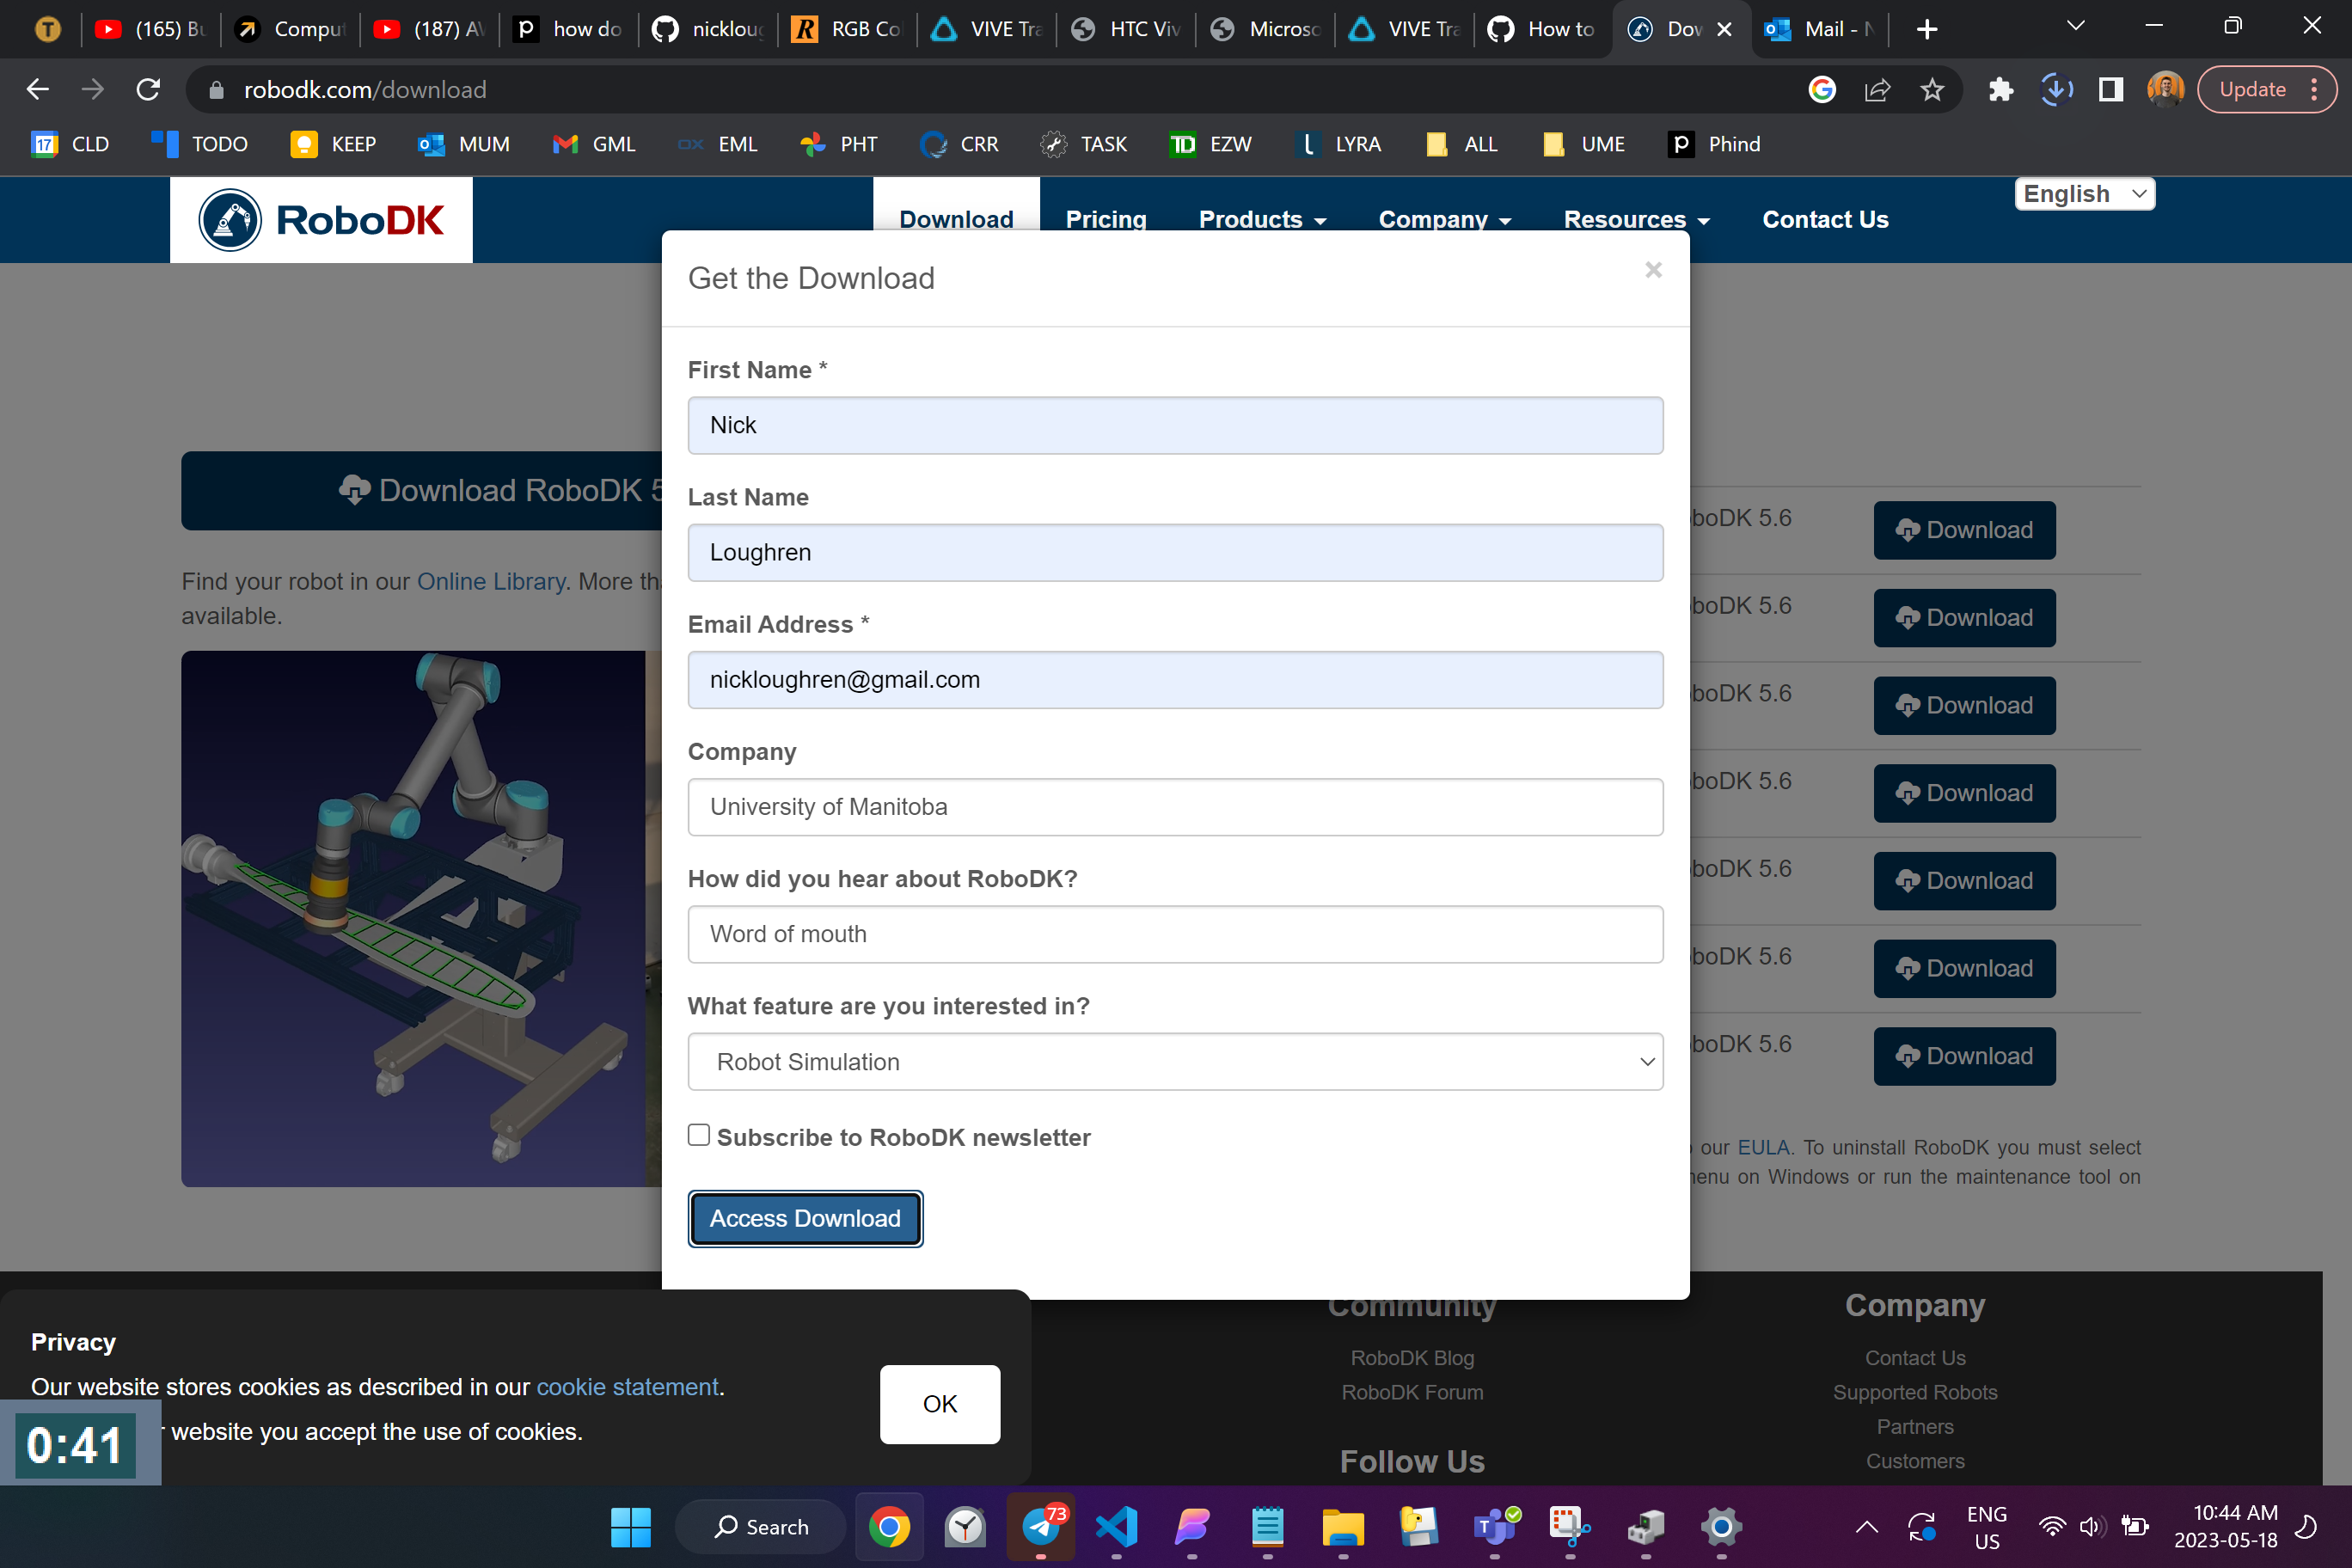 (165) Bu
Comput
(187) AV
how do
nicklough
RGB Co
VIVE Tra
HTC Viv
Microso
VIVE Tra
How to
Dow
Mail - N
robodk.com/download
Update
CLD
TODO
KEEP
MUM
GML
EML
PHT
CRR
TASK
EZW
LYRA
ALL
UME
Phind
RoboDK
Download
Pricing
Products
Company
Resources
Contact Us
English
Get the Download
×
First Name *
Nick
Last Name
Loughren
Email Address *
nickloughren@gmail.com
Company
University of Manitoba
How did you hear about RoboDK?
Word of mouth
What feature are you interested in?
Robot Simulation
Subscribe to RoboDK newsletter
Access Download
Download RoboDK 5
Find your robot in our Online Library. More tha
available.
boDK 5.6 Download
boDK 5.6 Download
boDK 5.6 Download
boDK 5.6 Download
boDK 5.6 Download
boDK 5.6 Download
boDK 5.6 Download
our EULA. To uninstall RoboDK you must select
enu on Windows or run the maintenance tool on
Privacy
Our website stores cookies as described in our cookie statement.
website you accept the use of cookies.
OK
0:41
Community
RoboDK Blog
RoboDK Forum
Follow Us
Company
Contact Us
Supported Robots
Partners
Customers
Search
73
ENG
US
10:44 AM
2023-05-18